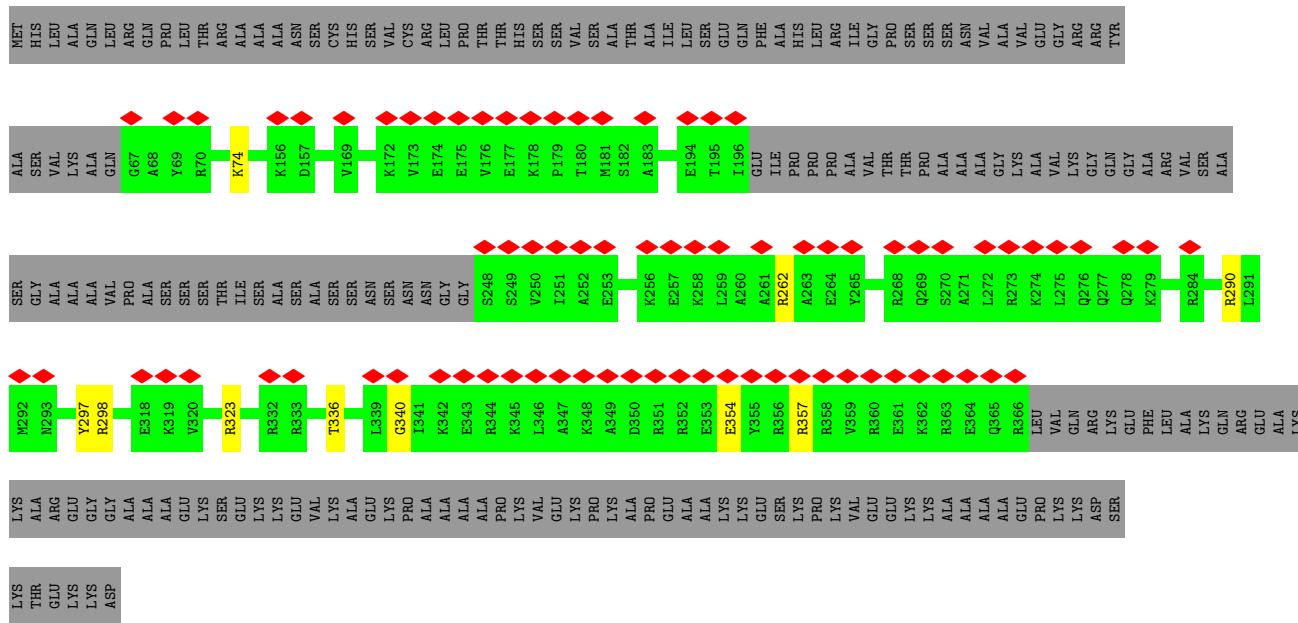 MET HIS LEU ALA GLN LEU ARG GLN PRO LEU THR ARG ALA ALA ALA ASN SER CYS HIS SER VAL CYS ARG LEU PRO THR THR HIS SER SER VAL SER ALA THR ALA ILE LEU SER GLU GLN PHE ALA HIS LEU ARG ILE GLY PRO SER SER SER ASN VAL ALA VAL GLU GLY ARG ARG TYR
ALA SER VAL LYS ALA GLN G67 A68 Y69 R70 K74 K156 D157 V169 K172 V173 E174 E175 V176 E177 K178 P179 T180 M181 S182 A183 E194 T195 I196 GLU ILE PRO PRO PRO ALA VAL THR THR PRO ALA ALA ALA GLY LYS ALA VAL LYS GLY GLN GLY ALA ARG VAL SER ALA
SER GLY ALA ALA ALA VAL PRO ALA SER SER SER THR ILE SER ALA SER ALA SER SER ASN SER ASN ASN GLY GLY S248 S249 V250 I251 A252 E253 K256 E257 K258 L259 A260 A261 R262 A263 E264 Y265 R268 Q269 S270 A271 L272 R273 K274 L275 Q276 Q277 Q278 K279 R284 R290 L291
M292 N293 Y297 R298 E318 K319 V320 R323 R332 R333 T336 L339 G340 I341 K342 E343 R344 K345 L346 A347 K348 A349 D350 R351 R352 E353 E354 Y355 R356 R357 R358 V359 R360 E361 K362 R363 E364 Q365 R366 LEU VAL GLN ARG LYS GLU PHE LEU ALA LYS GLN ARG GLU ALA LYS
LYS ALA ARG GLU GLY GLY ALA ALA ALA GLU LYS SER GLU LYS LYS GLU VAL LYS ALA GLU LYS PRO ALA ALA ALA ALA PRO LYS VAL GLU LYS PRO LYS ALA PRO GLU ALA ALA LYS LYS GLU SER LYS PRO LYS VAL GLU GLU LYS LYS ALA ALA ALA ALA GLU PRO LYS LYS ASP SER
LYS THR GLU LYS LYS ASP